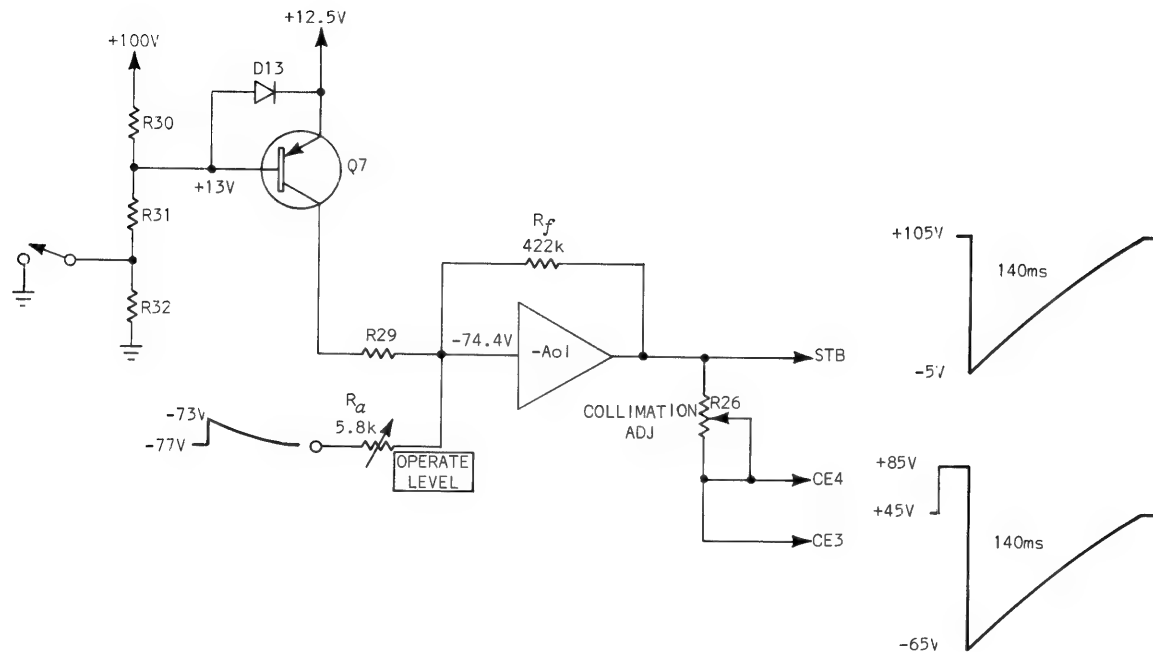 +12.5V
+100V
D13
R30
Q7
+13V
R31
R32
Rf
422k
R29
-74.4V
-Aol
STB
R26
COLLIMATION
ADJ
-73V
-77V
Ra
5.8k
OPERATE
LEVEL
CE4
CE3
+105V
140ms
-5V
+85V
+45V
140ms
-65V